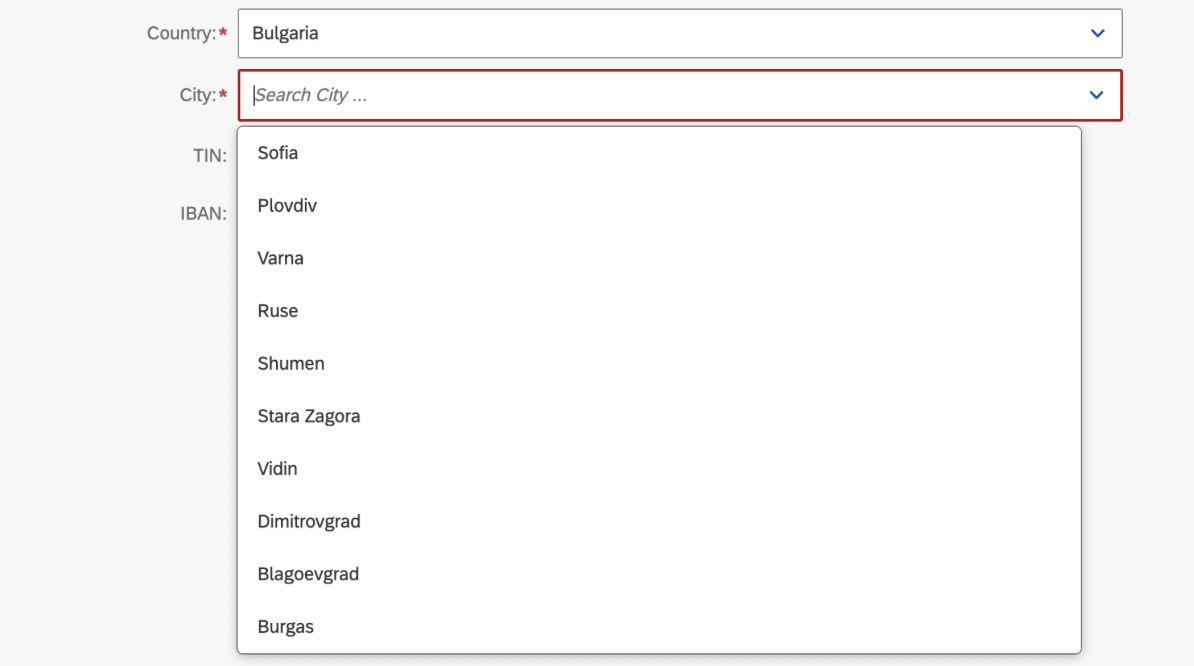 Country:* Bulgaria
City:* Search City ...
Sofia
TIN:
Plovdiv
IBAN:
Varna
Ruse
Shumen
Stara Zagora
Vidin
Dimitrovgrad
Blagoevgrad
Burgas